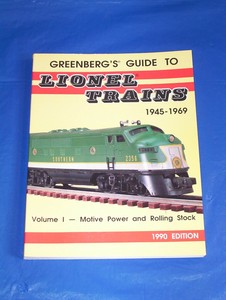 GREENBERG'S® GUIDE TO
LIONEL
TRAINS
1945-1969
SOUTHERN 2356
Volume I — Motive Power and Rolling Stock
1990 EDITION